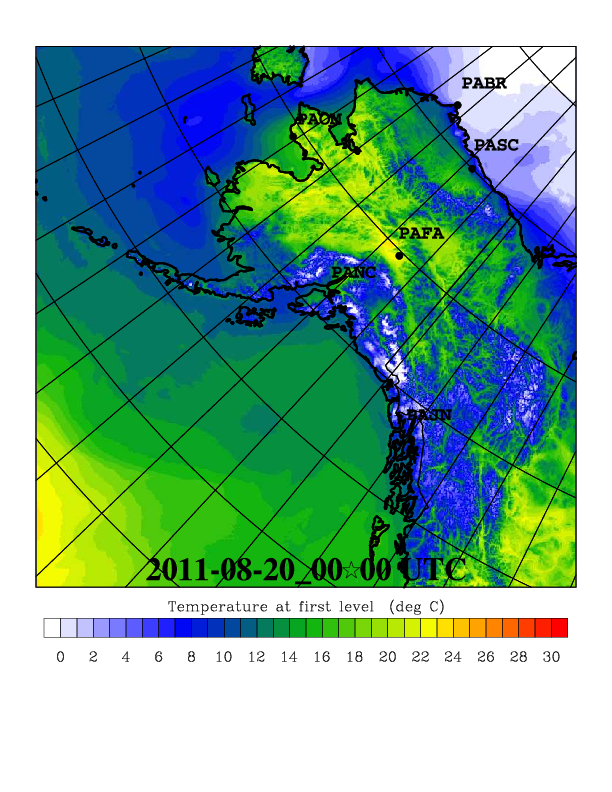 PABR
PAOM
PASC
PAFA
PANC
PAJN
2011-08-20_00☆00 UTC
Temperature at first level (deg C)
0 2 4 6 8 10 12 14 16 18 20 22 24 26 28 30